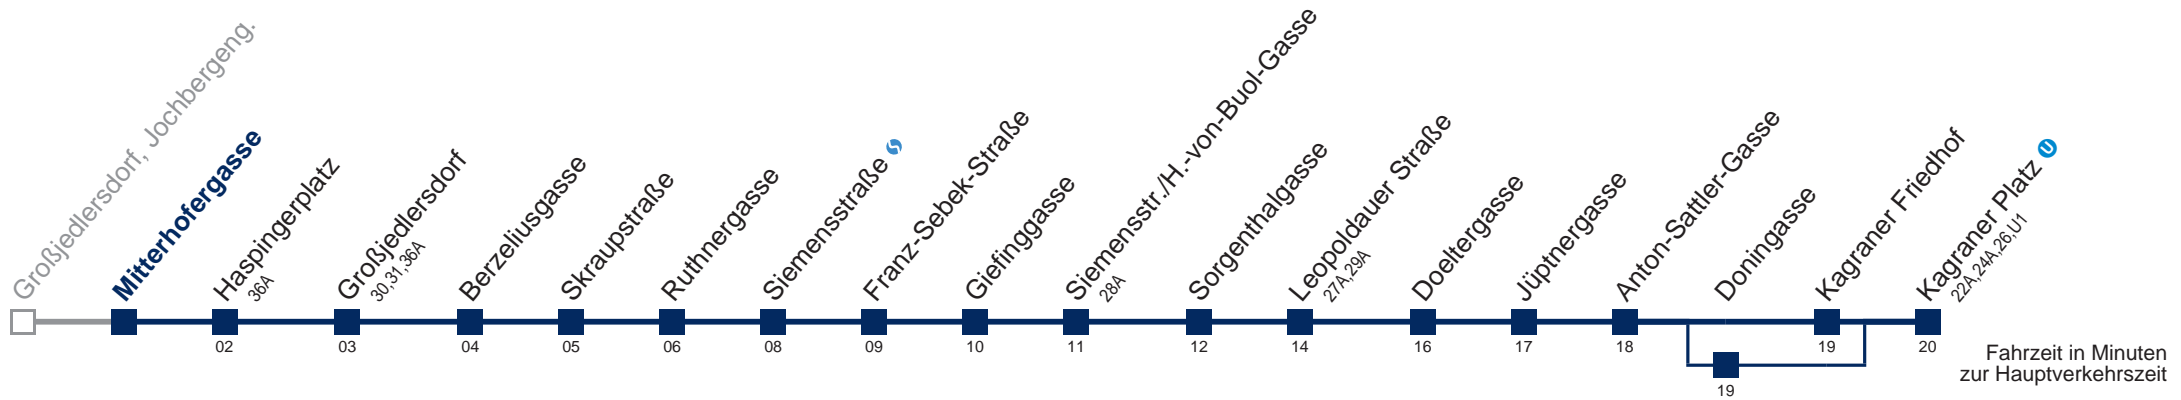 Großjedlersdorf, Jochbergeng.
Mitterhofergasse
Haspingerplatz
36A
Großjedlersdorf
30,31,36A
Berzeliusgasse
Skraupstraße
Ruthnergasse
Siemensstraße
Franz-Sebek-Straße
Giefinggasse
Siemensstr./H.-von-Buol-Gasse
28A
Sorgenthalgasse
Leopoldauer Straße
27A,29A
Doeltergasse
Jüptnergasse
Anton-Sattler-Gasse
Doningasse
Kagraner Friedhof
Kagraner Platz U
22A,24A,26,U1
02 03 04 05 06 08 09 10 11 12 14 16 17 18 19 20
19
Fahrzeit in Minuten
zur Hauptverkehrszeit